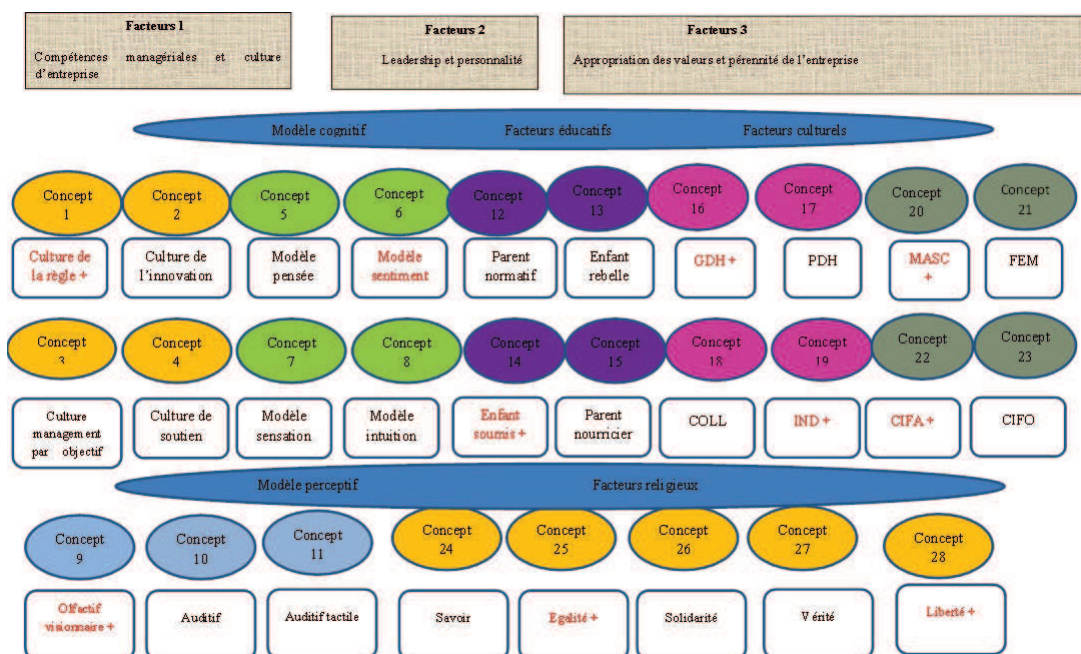 Facteurs 1
Compétences managériales et culture
d'entreprise
Facteurs 2
Leadership et personnalité
Facteurs 3
Appropriation des valeurs et pérennité de l'entreprise
Modèle cognitif Facteurs éducatifs Facteurs culturels
Concept
1
Concept
2
Concept
5
Concept
6
Concept
12
Concept
13
Concept
16
Concept
17
Concept
20
Concept
21
Culture de
la règle +
Culture de
l'innovation
Modèle
pensée
Modèle
sentiment
Parent
normatif
Enfant
rebelle
GDH +
PDH
MASC
+
FEM
Concept
3
Concept
4
Concept
7
Concept
8
Concept
14
Concept
15
Concept
18
Concept
19
Concept
22
Concept
23
Culture
management
par objectif
Culture de
soutien
Modèle
sensation
Modèle
intuition
Enfant
soumis +
Parent
nourricier
COLL
IND +
CIFA +
CIFO
Modèle perceptif Facteurs religieux
Concept
9
Concept
10
Concept
11
Concept
24
Concept
25
Concept
26
Concept
27
Concept
28
Olfactif
visionnaire +
Auditif
Auditif tactile
Savoir
Egalité +
Solidarité
Vérité
Liberté +